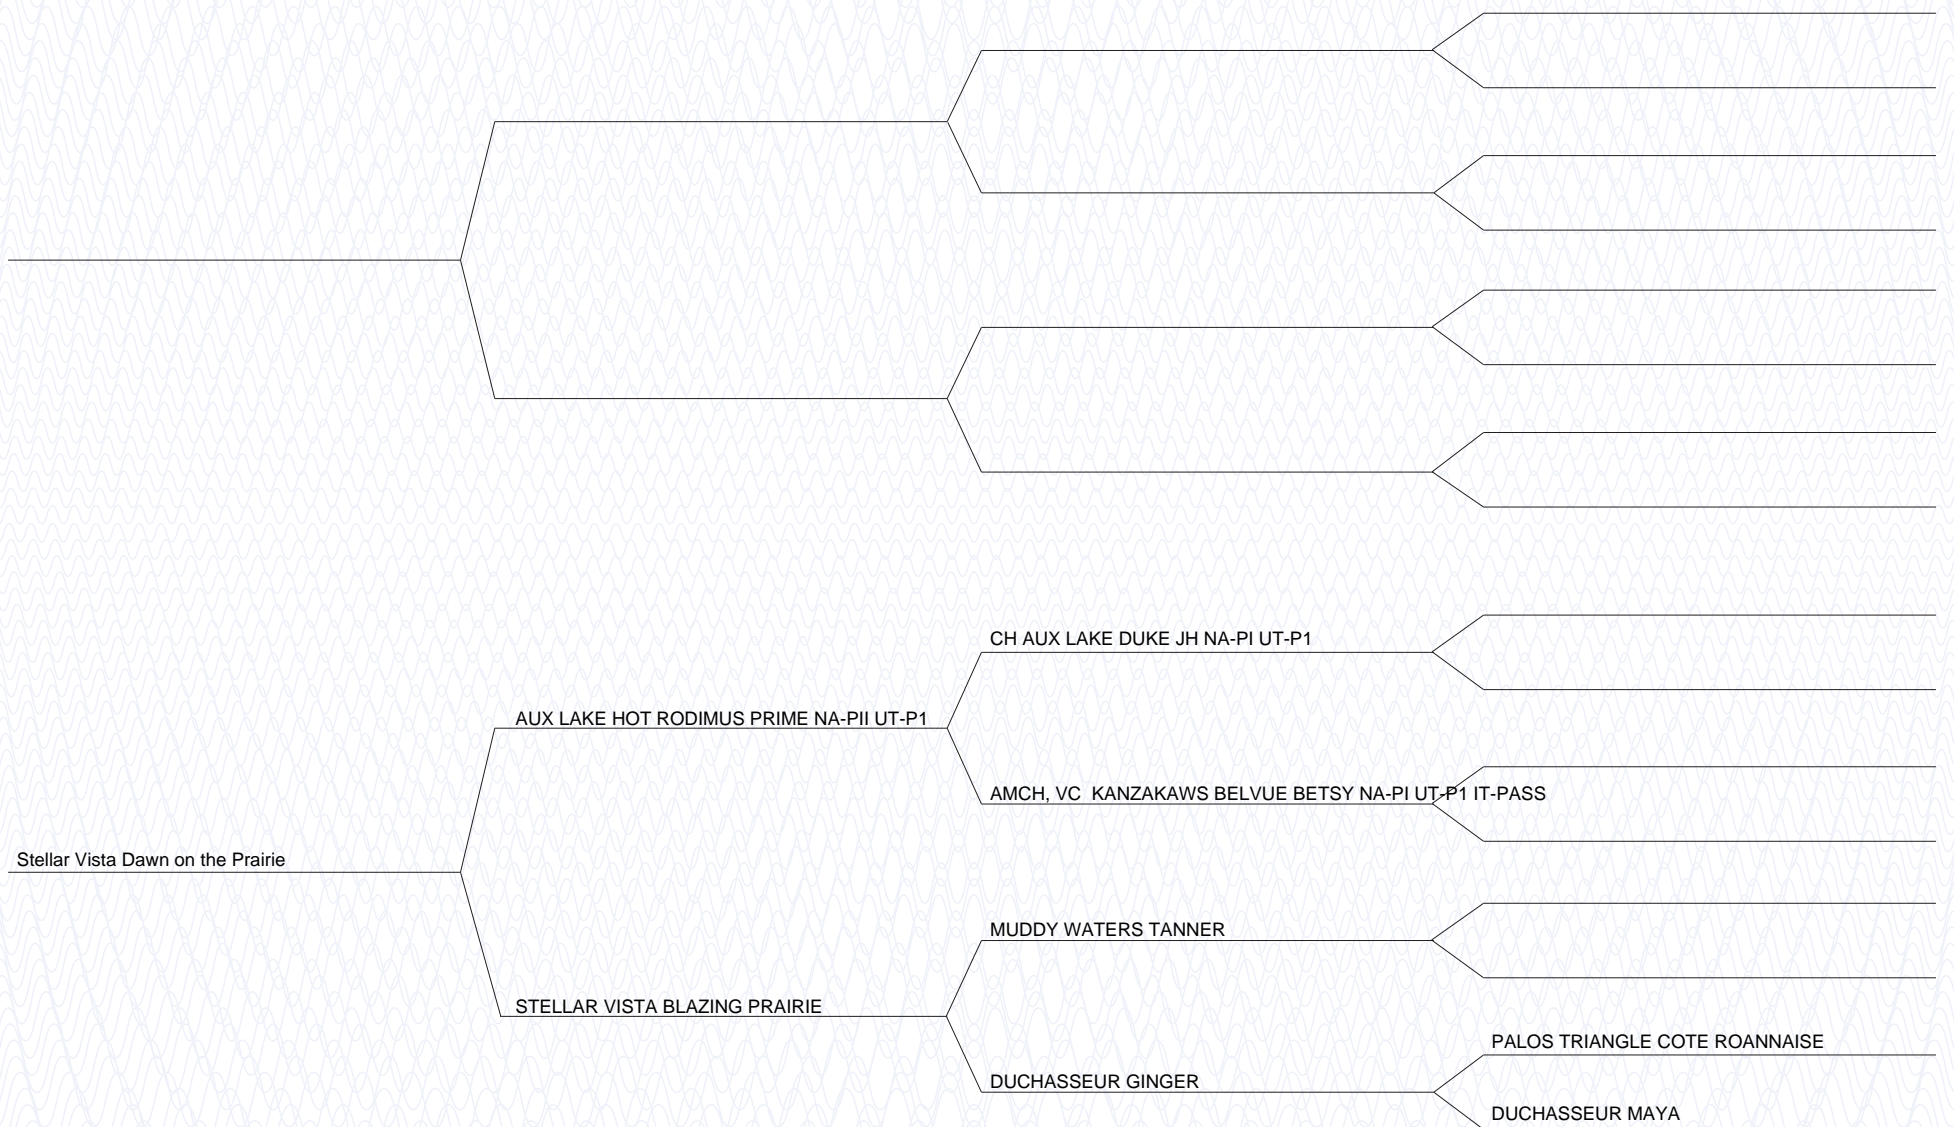 CH AUX LAKE DUKE JH NA-PI UT-P1
AUX LAKE HOT RODIMUS PRIME NA-PII UT-P1
AMCH, VC  KANZAKAWS BELVUE BETSY NA-PI UT-P1 IT-PASS
Stellar Vista Dawn on the Prairie
MUDDY WATERS TANNER
STELLAR VISTA BLAZING PRAIRIE
PALOS TRIANGLE COTE ROANNAISE
DUCHASSEUR GINGER
DUCHASSEUR MAYA